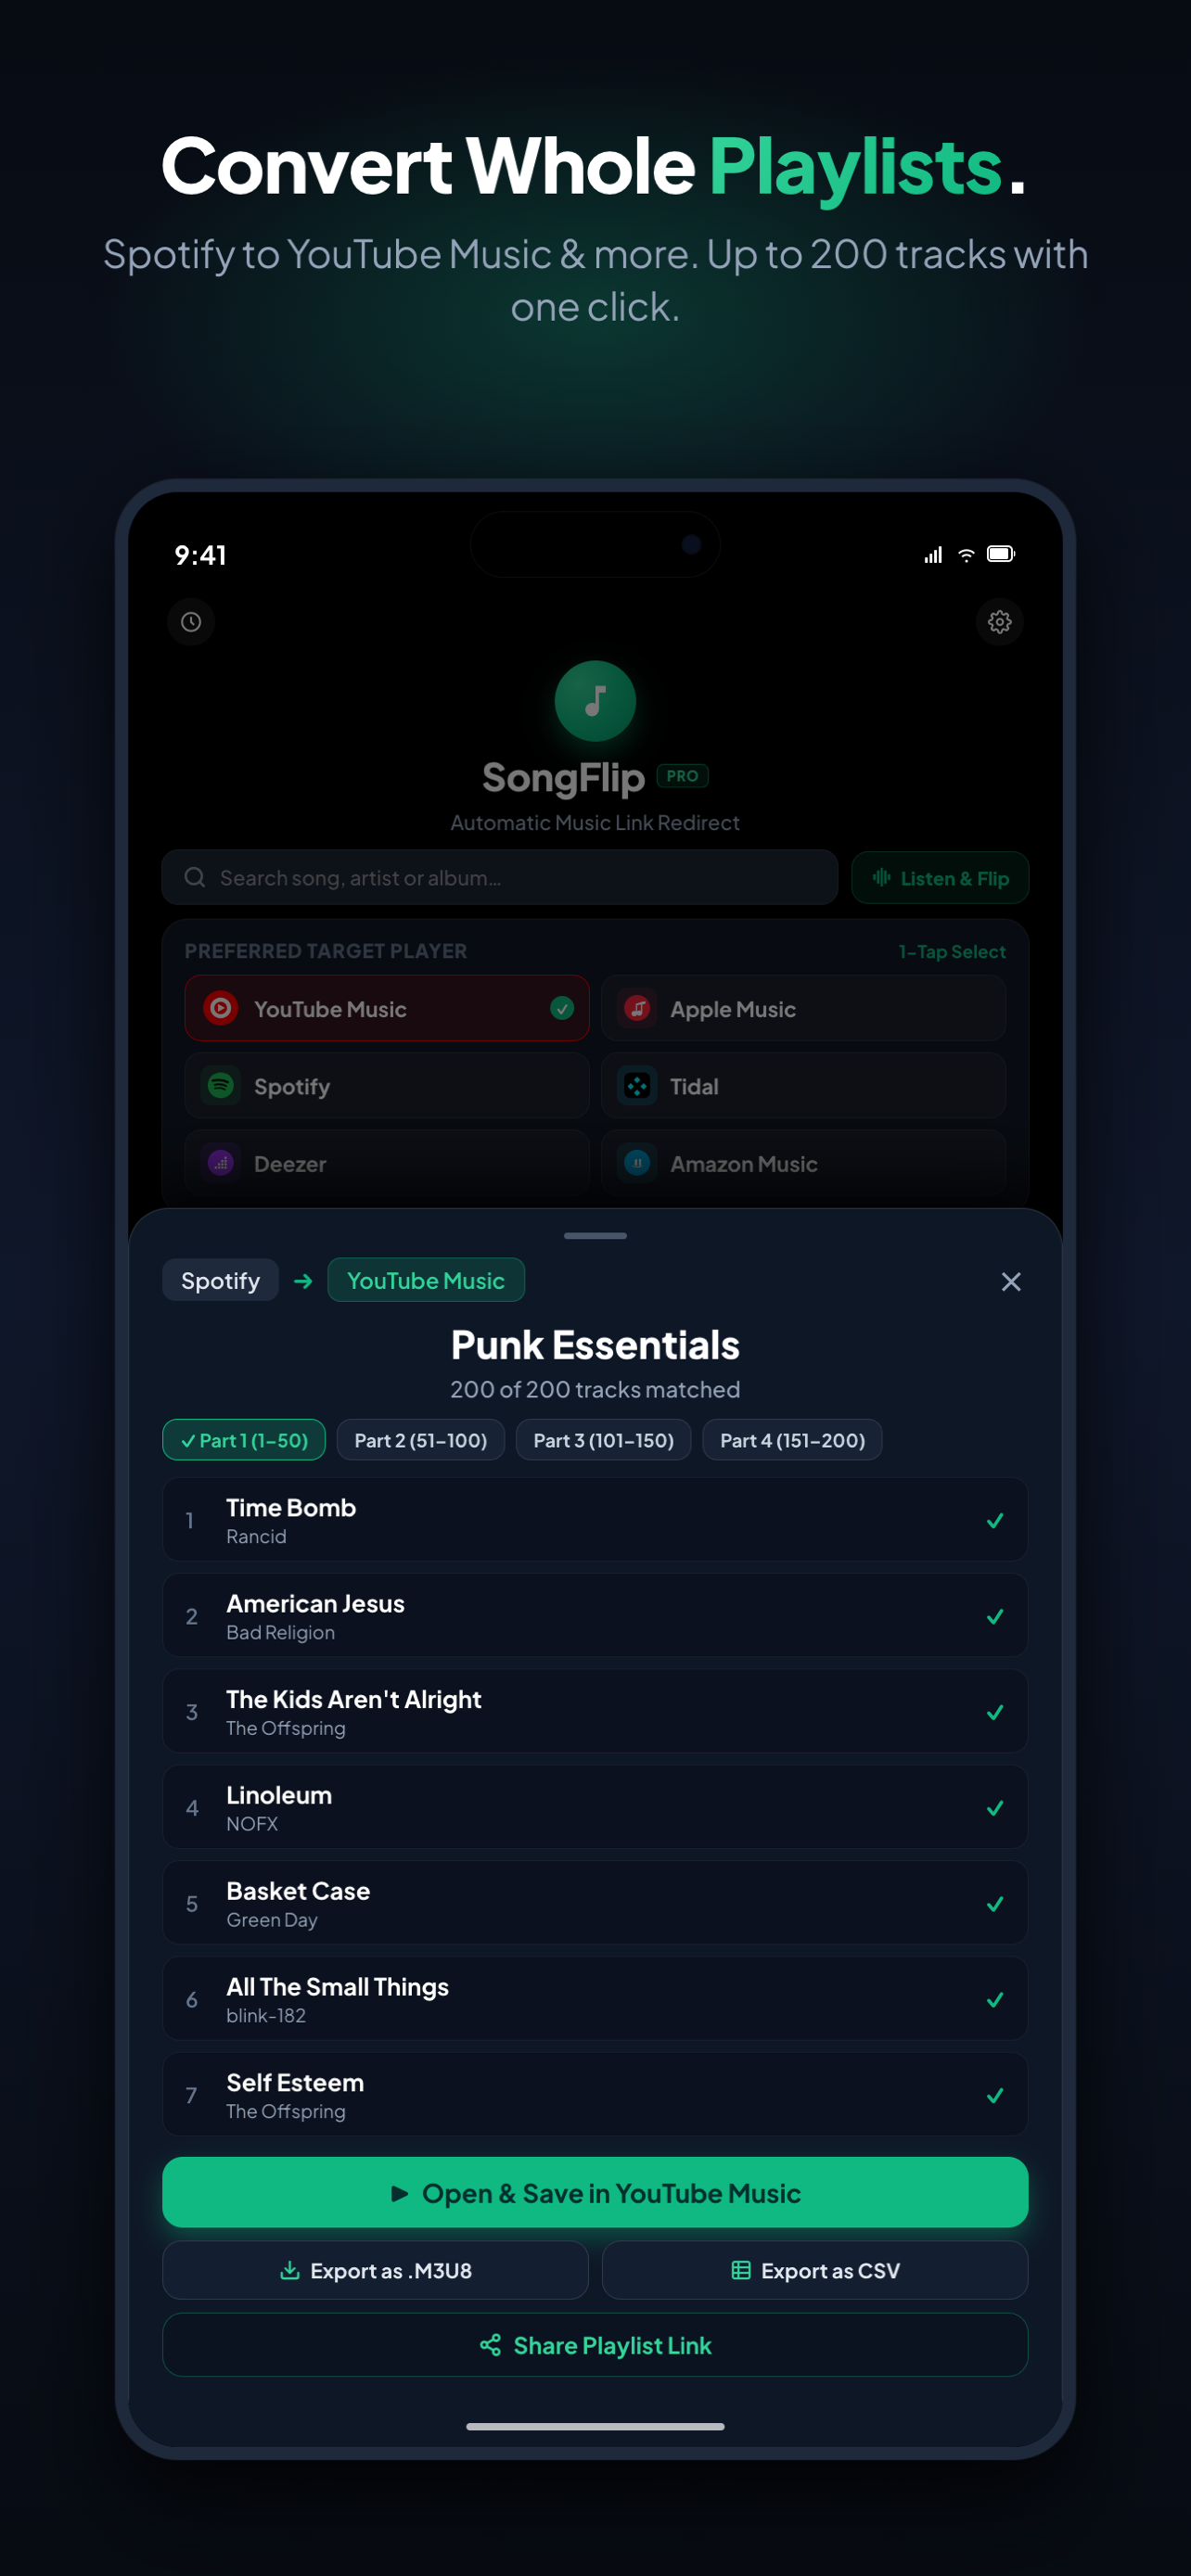 Convert Whole Playlists.
Spotify to YouTube Music & more. Up to 200 tracks with
one click.
9:41
SongFlip PRO
Automatic Music Link Redirect
Search song, artist or album...
Listen & Flip
PREFERRED TARGET PLAYER
1-Tap Select
YouTube Music
Apple Music
Spotify
Tidal
Deezer
Amazon Music
Spotify → YouTube Music
Punk Essentials
200 of 200 tracks matched
✓ Part 1 (1–50)
Part 2 (51–100)
Part 3 (101–150)
Part 4 (151–200)
1
Time Bomb
Rancid
2
American Jesus
Bad Religion
3
The Kids Aren't Alright
The Offspring
4
Linoleum
NOFX
5
Basket Case
Green Day
6
All The Small Things
blink-182
7
Self Esteem
The Offspring
Open & Save in YouTube Music
Export as .M3U8
Export as CSV
Share Playlist Link